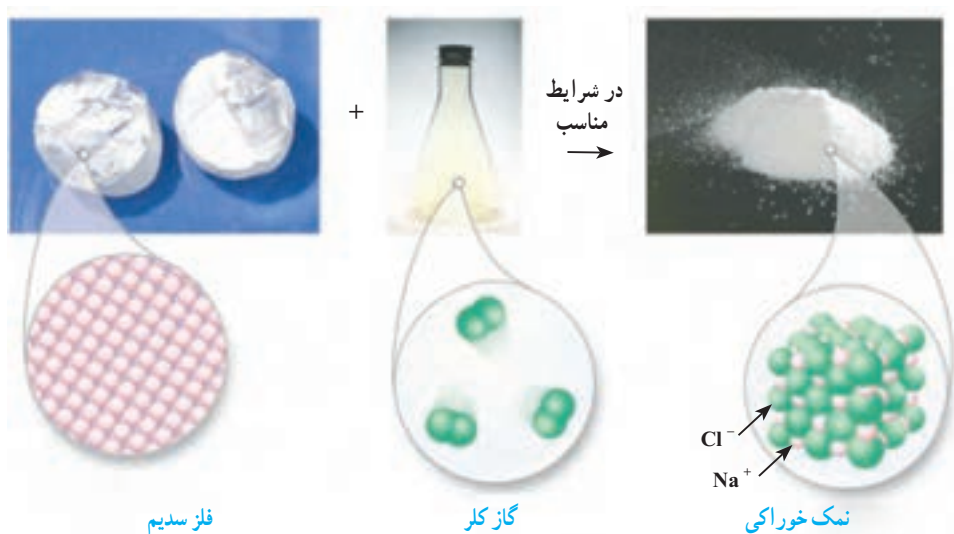 +
در شرایط
مناسب
→
Cl⁻
Na⁺
فلز سدیم
گاز کلر
نمک خوراکی